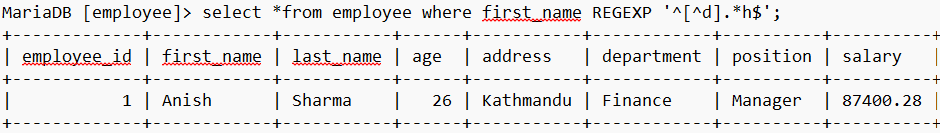 MariaDB [employee]> select *from employee where first_name REGEXP '^[^d].*h$';
+-------------+------------+-----------+------+-----------+------------+----------+----------+
| employee_id | first_name | last_name | age  | address   | department | position | salary   |
+-------------+------------+-----------+------+-----------+------------+----------+----------+
|           1 | Anish      | Sharma    |   26 | Kathmandu | Finance    | Manager  | 87400.28 |
+-------------+------------+-----------+------+-----------+------------+----------+----------+